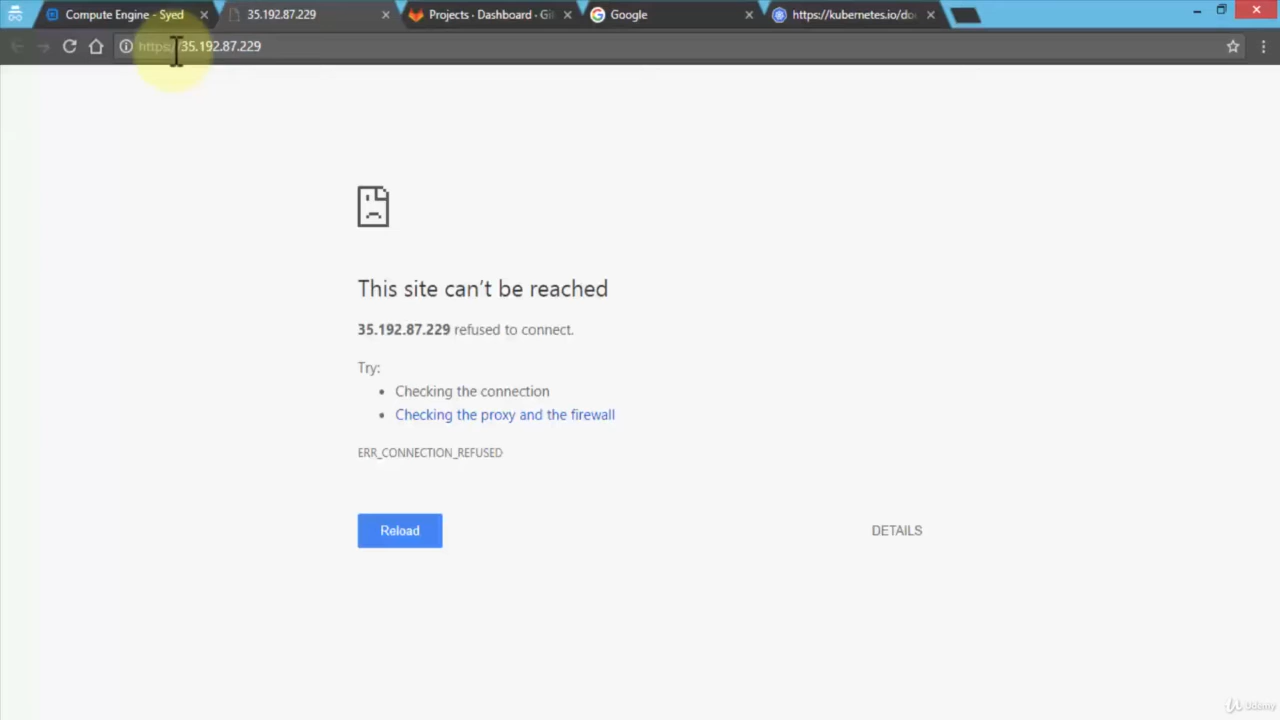 Compute Engine - Syed
35.192.87.229
Projects · Dashboard · Git
Google
https://kubernetes.io/do
https://35.192.87.229
This site can't be reached
35.192.87.229 refused to connect.
Try:
• Checking the connection
• Checking the proxy and the firewall
ERR_CONNECTION_REFUSED
Reload
DETAILS
Udemy